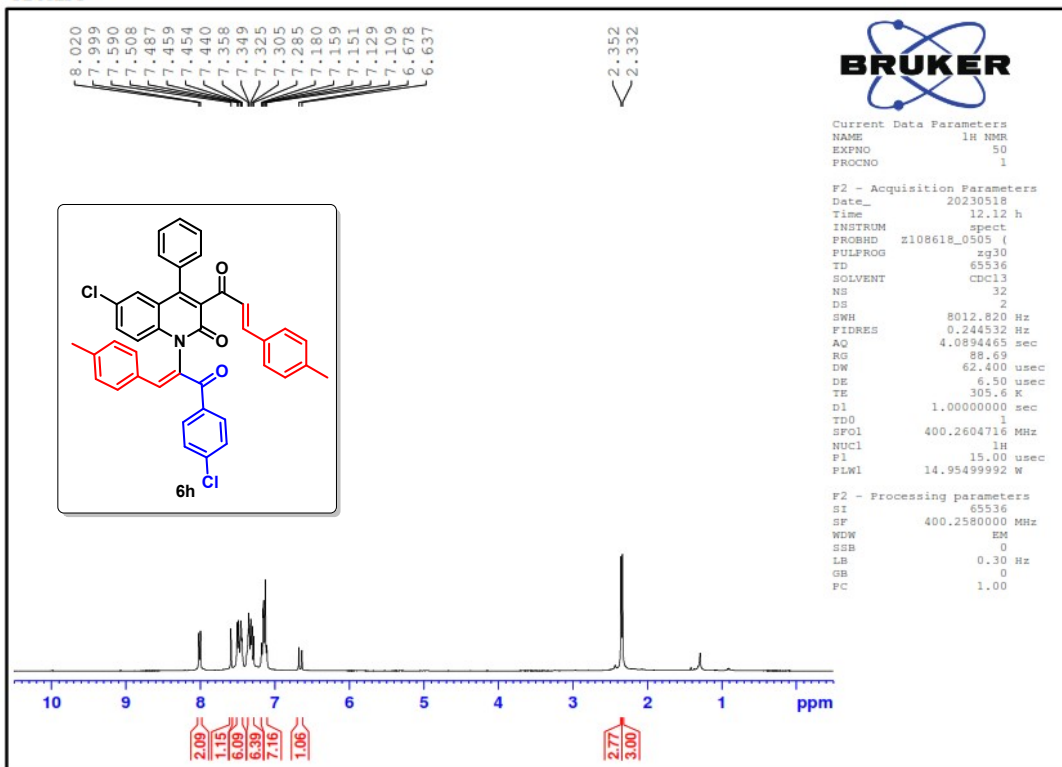 8.020
7.999
7.590
7.508
7.487
7.459
7.454
7.440
7.358
7.349
7.325
7.305
7.285
7.180
7.159
7.151
7.129
7.109
6.678
6.637
2.352
2.332
BRUKER
Current Data Parameters
NAME 1H NMR
EXPNO 50
PROCNO 1
F2 - Acquisition Parameters
Date_ 20230518
Time 12.12 h
INSTRUM spect
PROBHD z108618_0505 (
PULPROG zg30
TD 65536
SOLVENT CDCl3
NS 32
DS 2
SWH 8012.820 Hz
FIDRES 0.244532 Hz
AQ 4.0894465 sec
RG 88.69
DW 62.400 usec
DE 6.50 usec
TE 305.6 K
D1 1.00000000 sec
TD0 1
SFO1 400.2604716 MHz
NUC1 1H
P1 15.00 usec
PLW1 14.95499992 W
F2 - Processing parameters
SI 65536
SF 400.2580000 MHz
WDW EM
SSB 0
LB 0.30 Hz
GB 0
PC 1.00
O
Cl
N
O
O
Cl
6h
10 9 8 7 6 5 4 3 2 1 ppm
2.09
1.15
6.09
6.39
7.16
1.06
2.77
3.00